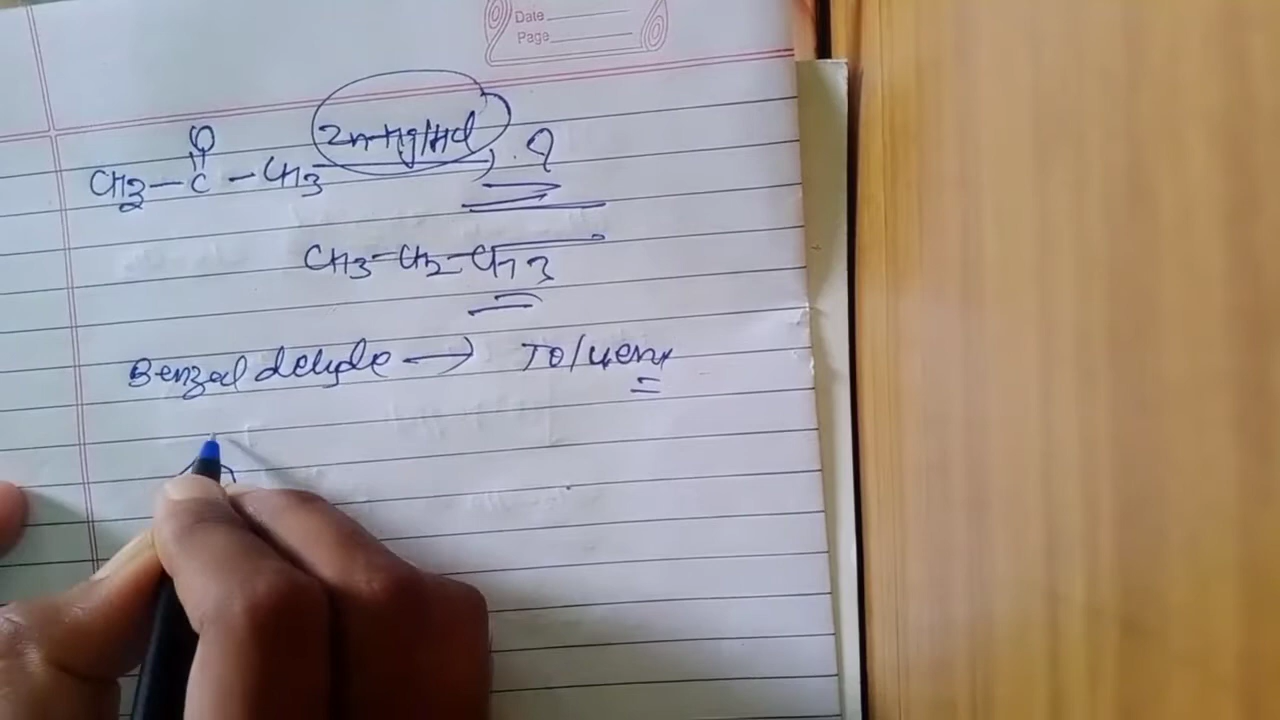 Date
Page
O
CH3 - C - CH3 Zn-Hg/HCl ?
CH3-CH2-CH3
Benzaldehyde → Toluene